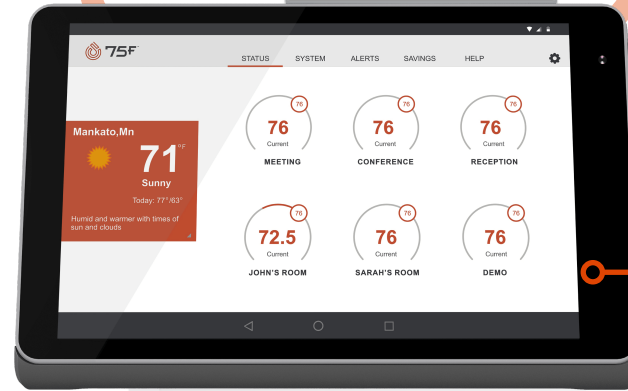 75F
STATUS SYSTEM ALERTS SAVINGS HELP
Mankato,Mn
71°F
Sunny
Today: 77°/63°
Humid and warmer with times of
sun and clouds
76
76
Current
MEETING
76
76
Current
CONFERENCE
76
76
Current
RECEPTION
76
72.5
Current
JOHN'S ROOM
76
76
Current
SARAH'S ROOM
76
76
Current
DEMO